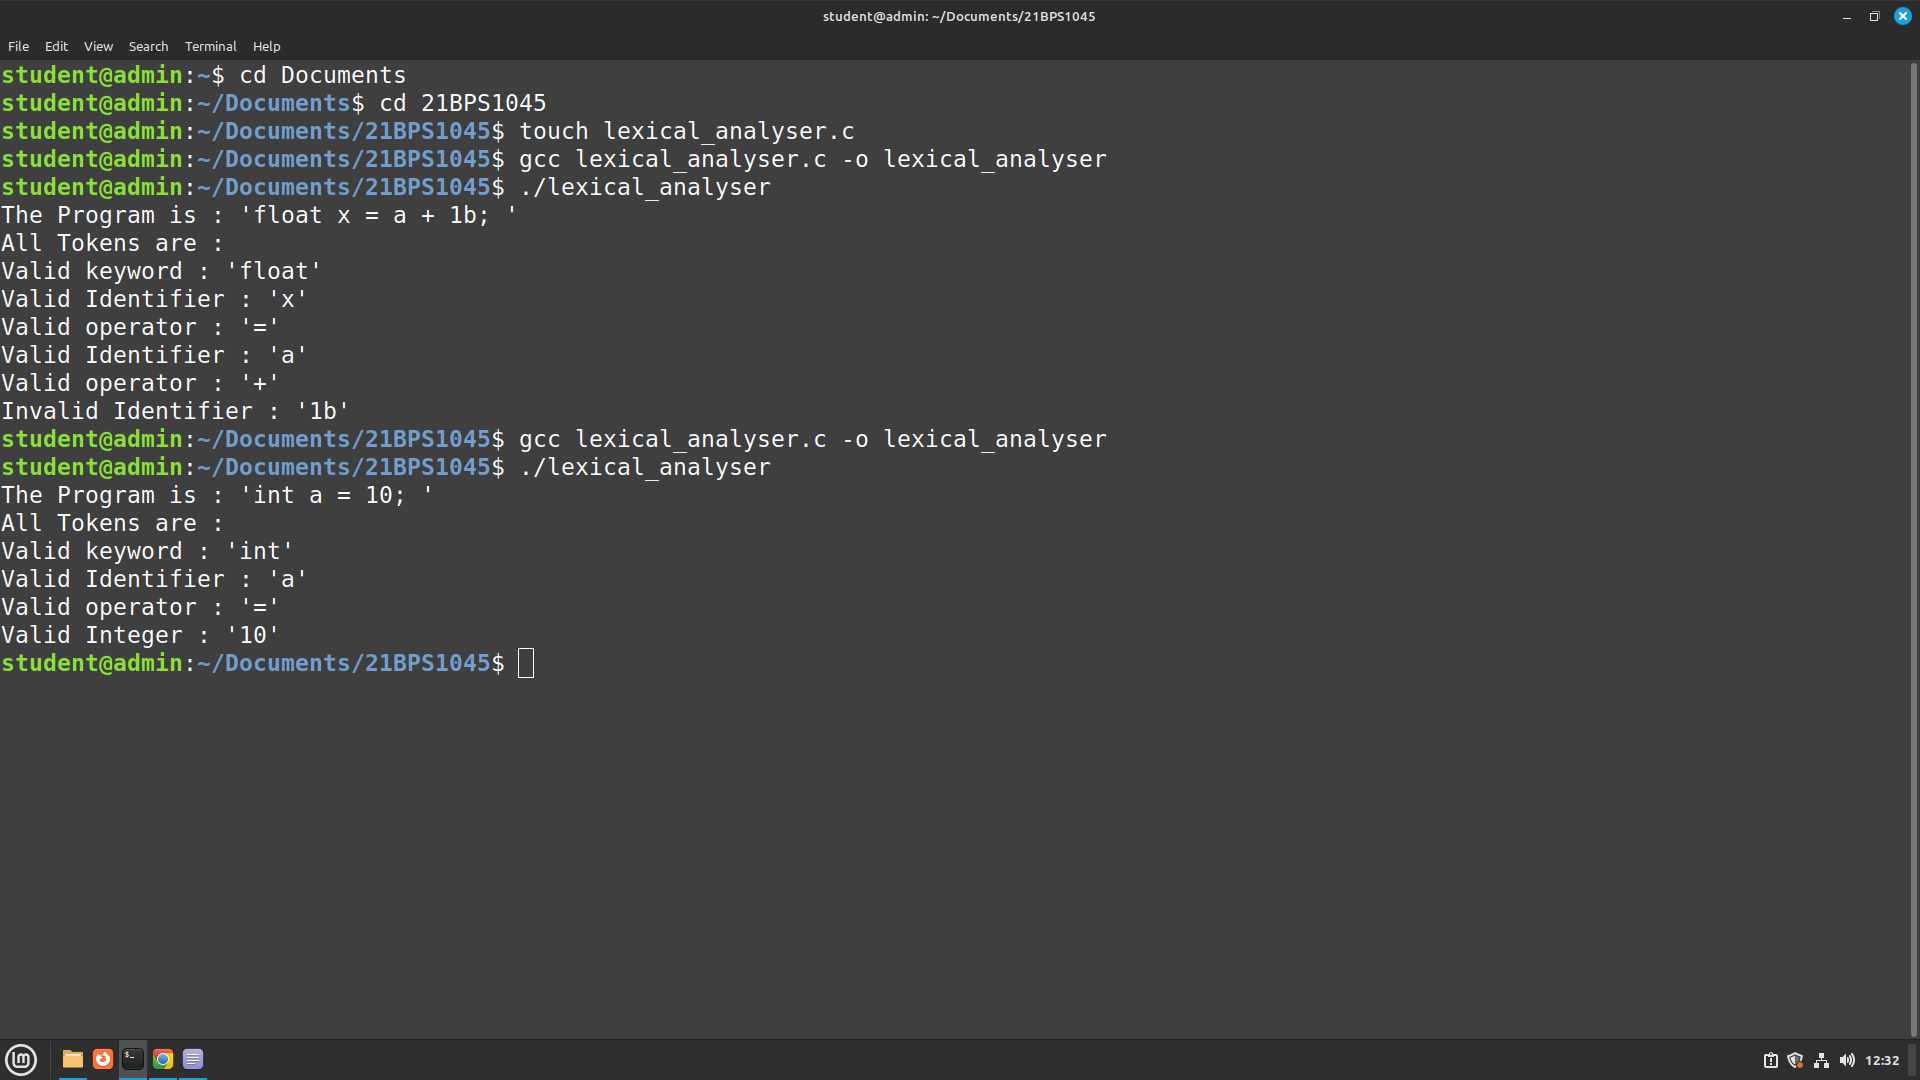 student@admin: ~/Documents/21BPS1045
File Edit View Search Terminal Help
student@admin:~$ cd Documents
student@admin:~/Documents$ cd 21BPS1045
student@admin:~/Documents/21BPS1045$ touch lexical_analyser.c
student@admin:~/Documents/21BPS1045$ gcc lexical_analyser.c -o lexical_analyser
student@admin:~/Documents/21BPS1045$ ./lexical_analyser
The Program is : 'float x = a + 1b; '
All Tokens are :
Valid keyword : 'float'
Valid Identifier : 'x'
Valid operator : '='
Valid Identifier : 'a'
Valid operator : '+'
Invalid Identifier : '1b'
student@admin:~/Documents/21BPS1045$ gcc lexical_analyser.c -o lexical_analyser
student@admin:~/Documents/21BPS1045$ ./lexical_analyser
The Program is : 'int a = 10; '
All Tokens are :
Valid keyword : 'int'
Valid Identifier : 'a'
Valid operator : '='
Valid Integer : '10'
student@admin:~/Documents/21BPS1045$
12:32